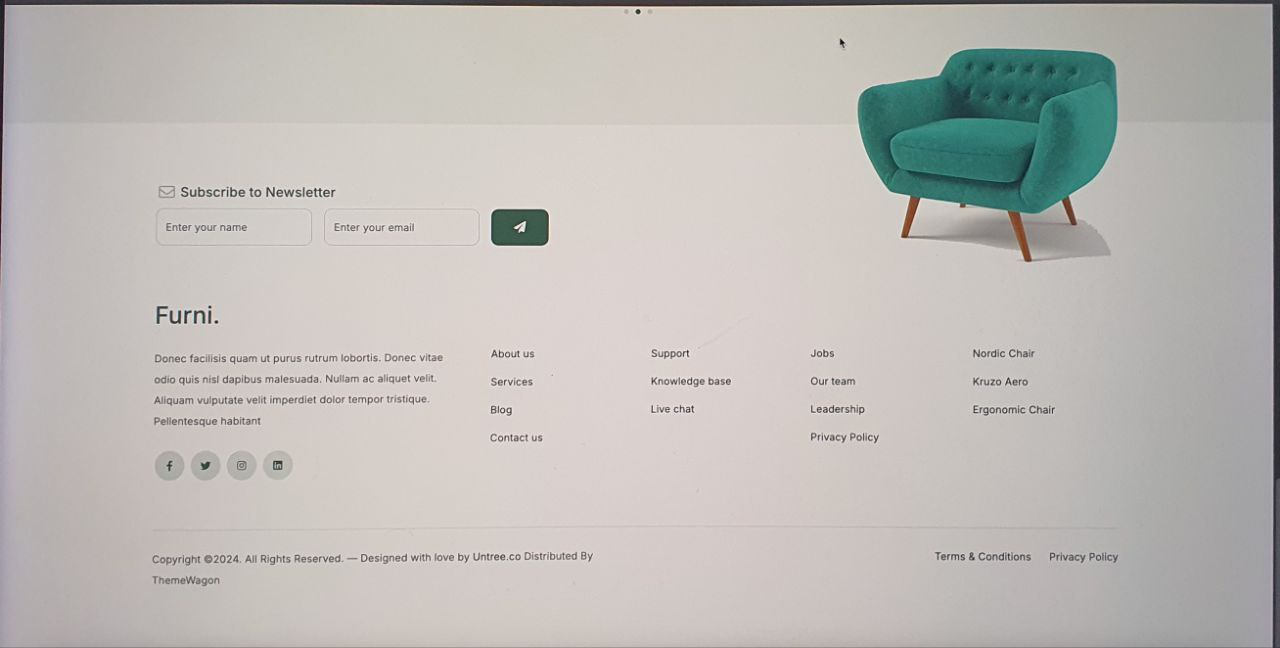 Subscribe to Newsletter
Enter your name
Enter your email
Furni.
Donec facilisis quam ut purus rutrum lobortis. Donec vitae
odio quis nisl dapibus malesuada. Nullam ac aliquet velit.
Aliquam vulputate velit imperdiet dolor tempor tristique.
Pellentesque habitant
About us
Services
Blog
Contact us
Support
Knowledge base
Live chat
Jobs
Our team
Leadership
Privacy Policy
Nordic Chair
Kruzo Aero
Ergonomic Chair
Copyright ©2024. All Rights Reserved. — Designed with love by Untree.co Distributed By
ThemeWagon
Terms & Conditions
Privacy Policy